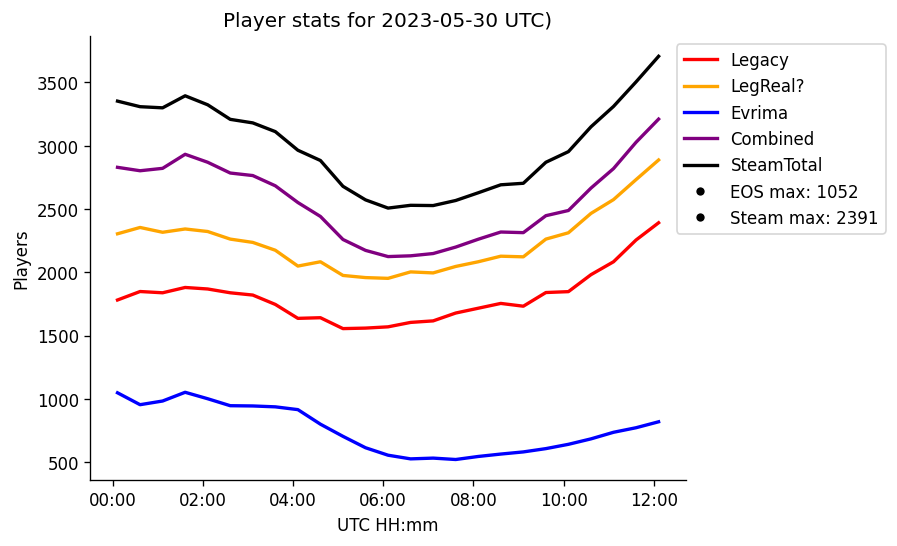 Player stats for 2023-05-30 UTC)
Players
3500
3000
2500
2000
1500
1000
500
00:00 02:00 04:00 06:00 08:00 10:00 12:00
UTC HH:mm
Legacy
LegReal?
Evrima
Combined
SteamTotal
EOS max: 1052
Steam max: 2391